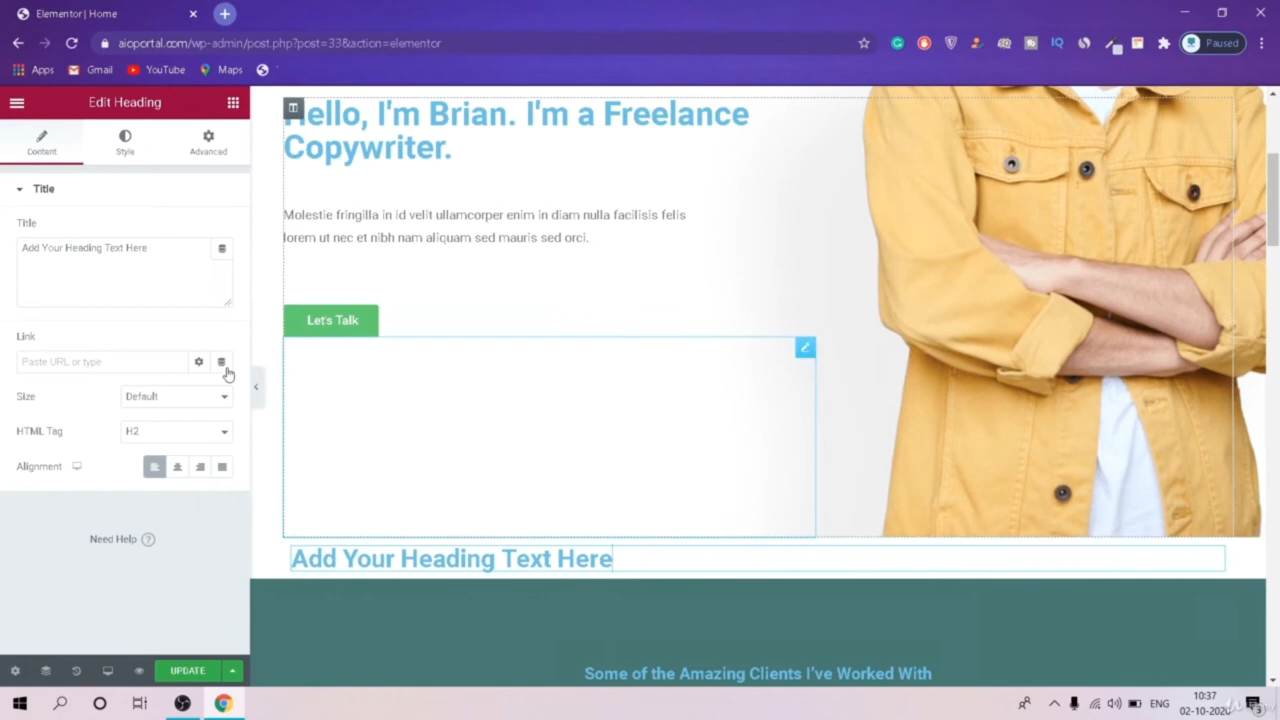 Elementor | Home
aioportal.com/wp-admin/post.php?post=33&action=elementor
Paused
Apps
Gmail
YouTube
Maps
Edit Heading
Content
Style
Advanced
Title
Title
Add Your Heading Text Here
Link
Paste URL or type
Size
Default
HTML Tag
H2
Alignment
Need Help
UPDATE
Hello, I'm Brian. I'm a Freelance
Copywriter.
Molestie fringilla in id velit ullamcorper enim in diam nulla facilisis felis
lorem ut nec et nibh nam aliquam sed mauris sed orci.
Let's Talk
Add Your Heading Text Here
Some of the Amazing Clients I've Worked With
ENG
10:37
02-10-2020